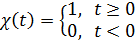 χ(t) = {1, t ≥ 0
0, t < 0